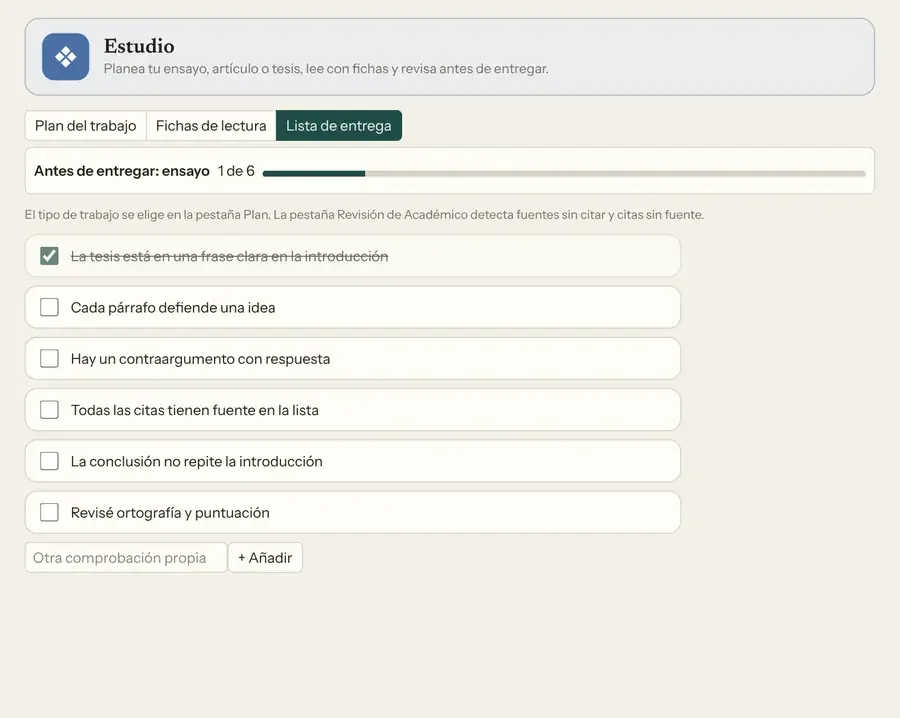 Estudio
Planea tu ensayo, artículo o tesis, lee con fichas y revisa antes de entregar.
Plan del trabajo
Fichas de lectura
Lista de entrega
Antes de entregar: ensayo 1 de 6
El tipo de trabajo se elige en la pestaña Plan. La pestaña Revisión de Académico detecta fuentes sin citar y citas sin fuente.
La tesis está en una frase clara en la introducción
Cada párrafo defiende una idea
Hay un contraargumento con respuesta
Todas las citas tienen fuente en la lista
La conclusión no repite la introducción
Revisé ortografía y puntuación
Otra comprobación propia
+ Añadir